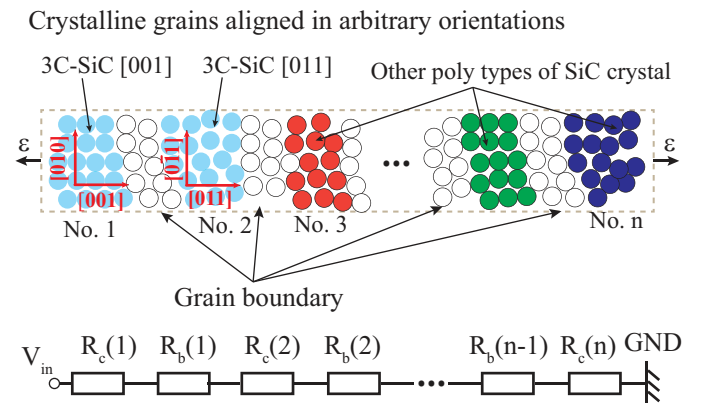 Crystalline grains aligned in arbitrary orientations
3C-SiC [001]
3C-SiC [011]
Other poly types of SiC crystal
ε
[010]
[001]
[01̅1]
[011]
•••
ε
No. 1
No. 2
No. 3
No. n
Grain boundary
V_in
R_c(1)
R_b(1)
R_c(2)
R_b(2)
•••
R_b(n-1)
R_c(n)
GND